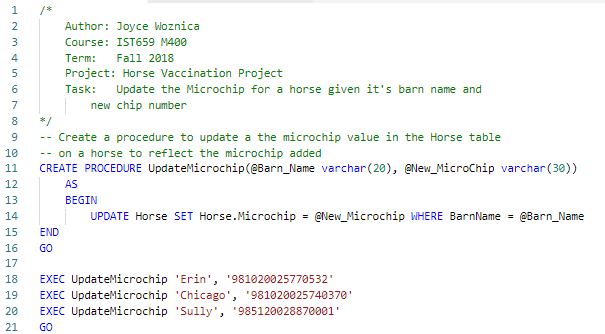 1 /*
2 Author: Joyce Woznica
3 Course: IST659 M400
4 Term: Fall 2018
5 Project: Horse Vaccination Project
6 Task: Update the Microchip for a horse given it's barn name and
7 new chip number
8 */
9 -- Create a procedure to update a the microchip value in the Horse table
10 -- on a horse to reflect the microchip added
11 CREATE PROCEDURE UpdateMicrochip(@Barn_Name varchar(20), @New_MicroChip varchar(30))
12 AS
13 BEGIN
14 UPDATE Horse SET Horse.Microchip = @New_Microchip WHERE BarnName = @Barn_Name
15 END
16 GO
17
18 EXEC UpdateMicrochip 'Erin', '981020025770532'
19 EXEC UpdateMicrochip 'Chicago', '981020025740370'
20 EXEC UpdateMicrochip 'Sully', '985120028870001'
21 GO